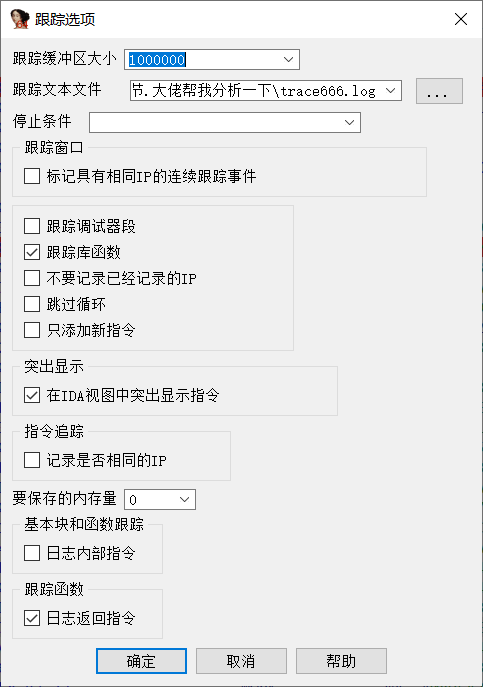 跟踪选项
跟踪缓冲区大小 1000000
跟踪文本文件 节.大佬帮我分析一下\trace666.log ...
停止条件
跟踪窗口
标记具有相同IP的连续跟踪事件
跟踪调试器段
跟踪库函数
不要记录已经记录的IP
跳过循环
只添加新指令
突出显示
在IDA视图中突出显示指令
指令追踪
记录是否相同的IP
要保存的内存量 0
基本块和函数跟踪
日志内部指令
跟踪函数
日志返回指令
确定 取消 帮助